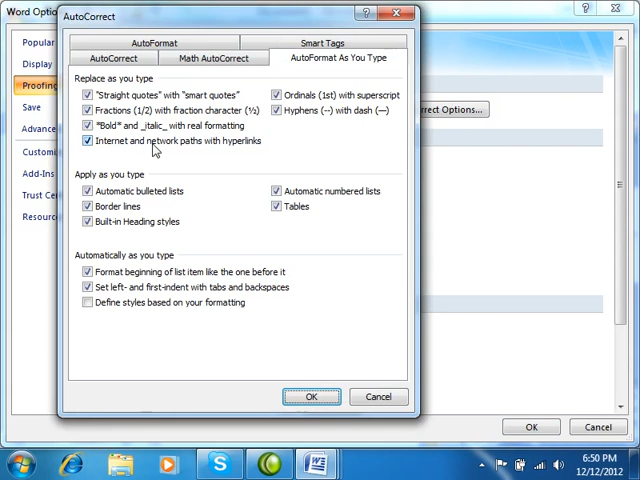 Word Optio
AutoCorrect
AutoFormat
Smart Tags
AutoCorrect
Math AutoCorrect
AutoFormat As You Type
Replace as you type
"Straight quotes" with “smart quotes”
Ordinals (1st) with superscript
Fractions (1/2) with fraction character (½)
Hyphens (--) with dash (—)
*Bold* and _italic_ with real formatting
Internet and network paths with hyperlinks
Apply as you type
Automatic bulleted lists
Automatic numbered lists
Border lines
Tables
Built-in Heading styles
Automatically as you type
Format beginning of list item like the one before it
Set left- and first-indent with tabs and backspaces
Define styles based on your formatting
OK
Cancel
Popular
Display
Proofing
Save
Advance
Customi
Add-Ins
Trust Cer
Resource
rrect Options...
OK
Cancel
6:50 PM
12/12/2012